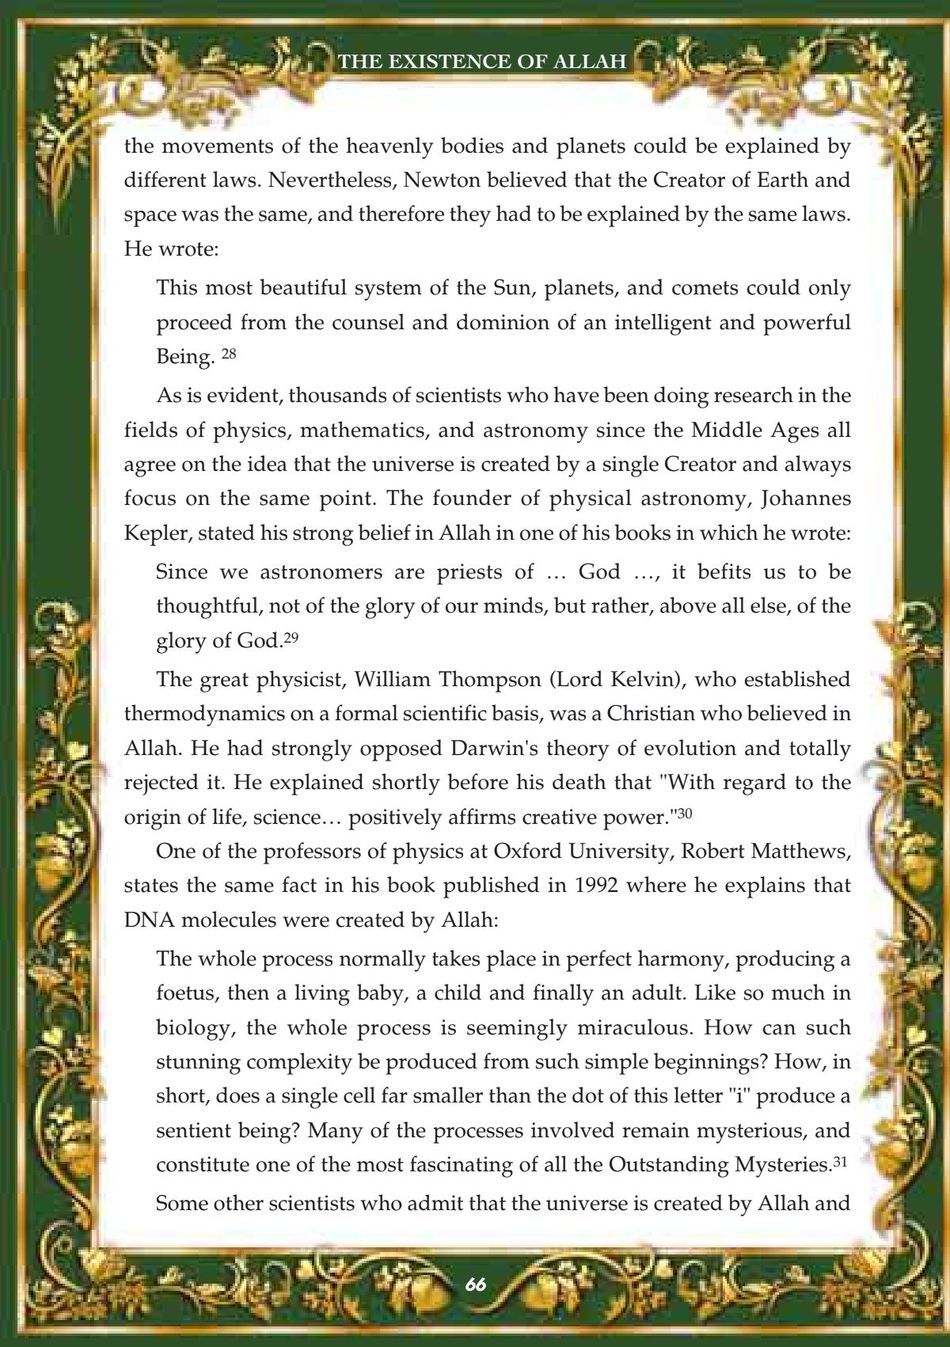 THE EXISTENCE OF ALLAH
the movements of the heavenly bodies and planets could be explained by
different laws. Nevertheless, Newton believed that the Creator of Earth and
space was the same, and therefore they had to be explained by the same laws.
He wrote:
This most beautiful system of the Sun, planets, and comets could only
proceed from the counsel and dominion of an intelligent and powerful
Being. 28
As is evident, thousands of scientists who have been doing research in the
fields of physics, mathematics, and astronomy since the Middle Ages all
agree on the idea that the universe is created by a single Creator and always
focus on the same point. The founder of physical astronomy, Johannes
Kepler, stated his strong belief in Allah in one of his books in which he wrote:
Since we astronomers are priests of … God …, it befits us to be
thoughtful, not of the glory of our minds, but rather, above all else, of the
glory of God.29
The great physicist, William Thompson (Lord Kelvin), who established
thermodynamics on a formal scientific basis, was a Christian who believed in
Allah. He had strongly opposed Darwin's theory of evolution and totally
rejected it. He explained shortly before his death that "With regard to the
origin of life, science… positively affirms creative power."30
One of the professors of physics at Oxford University, Robert Matthews,
states the same fact in his book published in 1992 where he explains that
DNA molecules were created by Allah:
The whole process normally takes place in perfect harmony, producing a
foetus, then a living baby, a child and finally an adult. Like so much in
biology, the whole process is seemingly miraculous. How can such
stunning complexity be produced from such simple beginnings? How, in
short, does a single cell far smaller than the dot of this letter "i" produce a
sentient being? Many of the processes involved remain mysterious, and
constitute one of the most fascinating of all the Outstanding Mysteries.31
Some other scientists who admit that the universe is created by Allah and
66